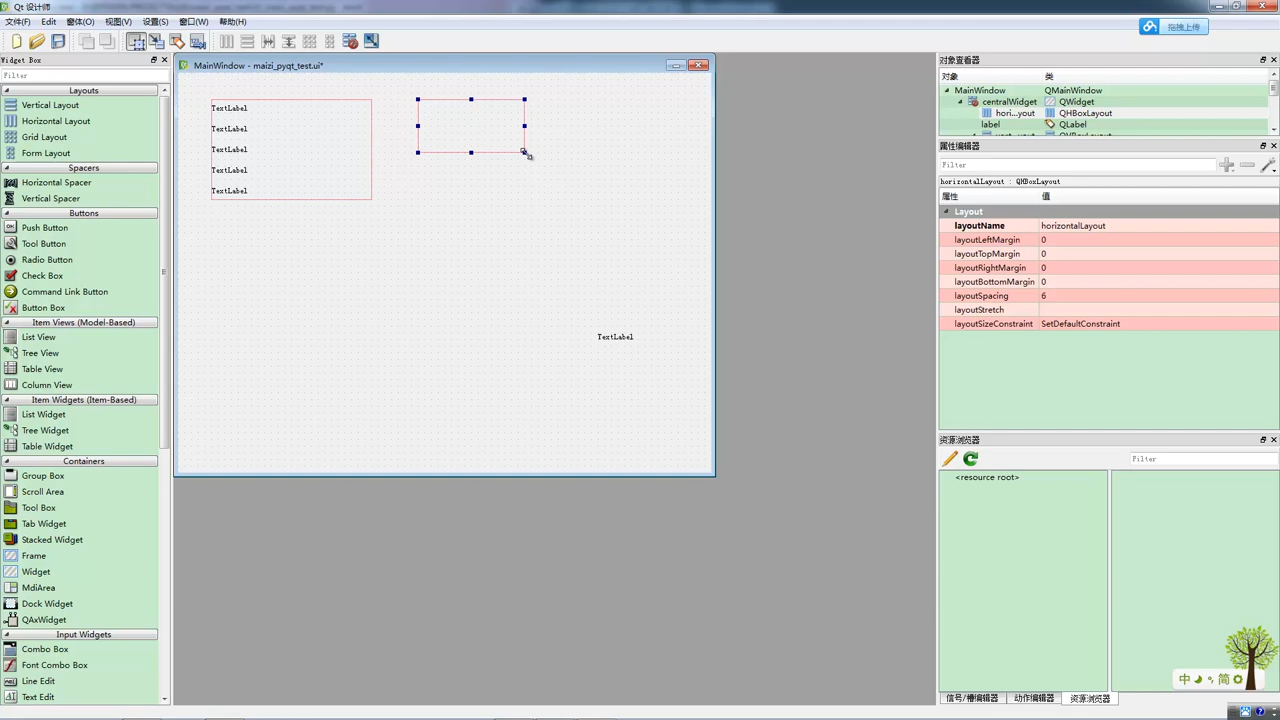 Qt 设计师
文件(F) Edit 窗体(O) 视图(V) 设置(S) 窗口(W) 帮助(H)
拖拽上传
Widget Box
Filter
Layouts
Vertical Layout
Horizontal Layout
Grid Layout
Form Layout
Spacers
Horizontal Spacer
Vertical Spacer
Buttons
Push Button
Tool Button
Radio Button
Check Box
Command Link Button
Button Box
Item Views (Model-Based)
List View
Tree View
Table View
Column View
Item Widgets (Item-Based)
List Widget
Tree Widget
Table Widget
Containers
Group Box
Scroll Area
Tool Box
Tab Widget
Stacked Widget
Frame
Widget
MdiArea
Dock Widget
QAxWidget
Input Widgets
Combo Box
Font Combo Box
Line Edit
Text Edit
MainWindow - maizi_pyqt_test.ui*
TextLabel
TextLabel
TextLabel
TextLabel
TextLabel
TextLabel
对象查看器
对象 类
MainWindow QMainWindow
centralWidget QWidget
hori...yout QHBoxLayout
label QLabel
属性编辑器
Filter
horizontalLayout : QHBoxLayout
属性 值
Layout
layoutName horizontalLayout
layoutLeftMargin 0
layoutTopMargin 0
layoutRightMargin 0
layoutBottomMargin 0
layoutSpacing 6
layoutStretch
layoutSizeConstraint SetDefaultConstraint
资源浏览器
Filter
<resource root>
中 简
信号/槽编辑器 动作编辑器 资源浏览器